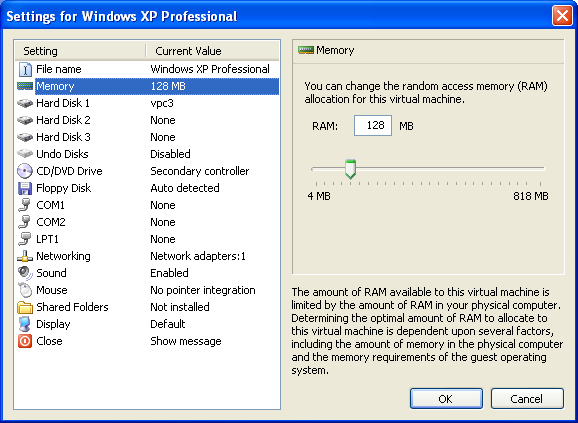 Settings for Windows XP Professional
Setting Current Value
File name Windows XP Professional
Memory 128 MB
Hard Disk 1 vpc3
Hard Disk 2 None
Hard Disk 3 None
Undo Disks Disabled
CD/DVD Drive Secondary controller
Floppy Disk Auto detected
COM1 None
COM2 None
LPT1 None
Networking Network adapters:1
Sound Enabled
Mouse No pointer integration
Shared Folders Not installed
Display Default
Close Show message
Memory
You can change the random access memory (RAM)
allocation for this virtual machine.
RAM: 128 MB
4 MB 818 MB
The amount of RAM available to this virtual machine is
limited by the amount of RAM in your physical computer.
Determining the optimal amount of RAM to allocate to
this virtual machine is dependent upon several factors,
including the amount of memory in the physical computer
and the memory requirements of the guest operating
system.
OK Cancel